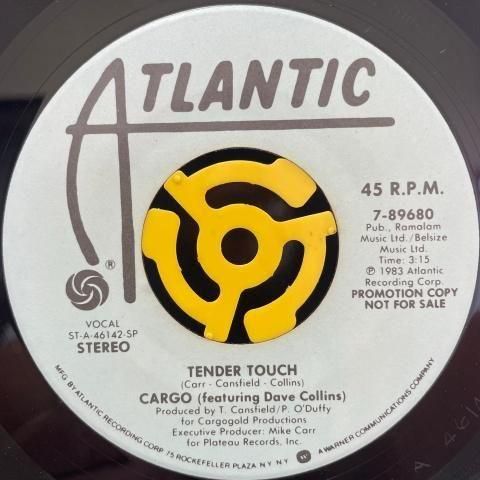 ATLANTIC
®
45 R.P.M.
7-89680
Pub., Ramalam
Music Ltd./Belsize
Music Ltd.
Time: 3:15
℗ 1983 Atlantic
Recording Corp.
PROMOTION COPY
NOT FOR SALE
VOCAL
ST-A-46142-SP
STEREO
TENDER TOUCH
(Carr - Cansfield - Collins)
CARGO (featuring Dave Collins)
Produced by T. Cansfield/P. O'Duffy
for Cargogold Productions
Executive Producer: Mike Carr
for Plateau Records, Inc.
MFG BY ATLANTIC RECORDING CORP. 75 ROCKEFELLER PLAZA NY NY W A WARNER COMMUNICATIONS COMPANY